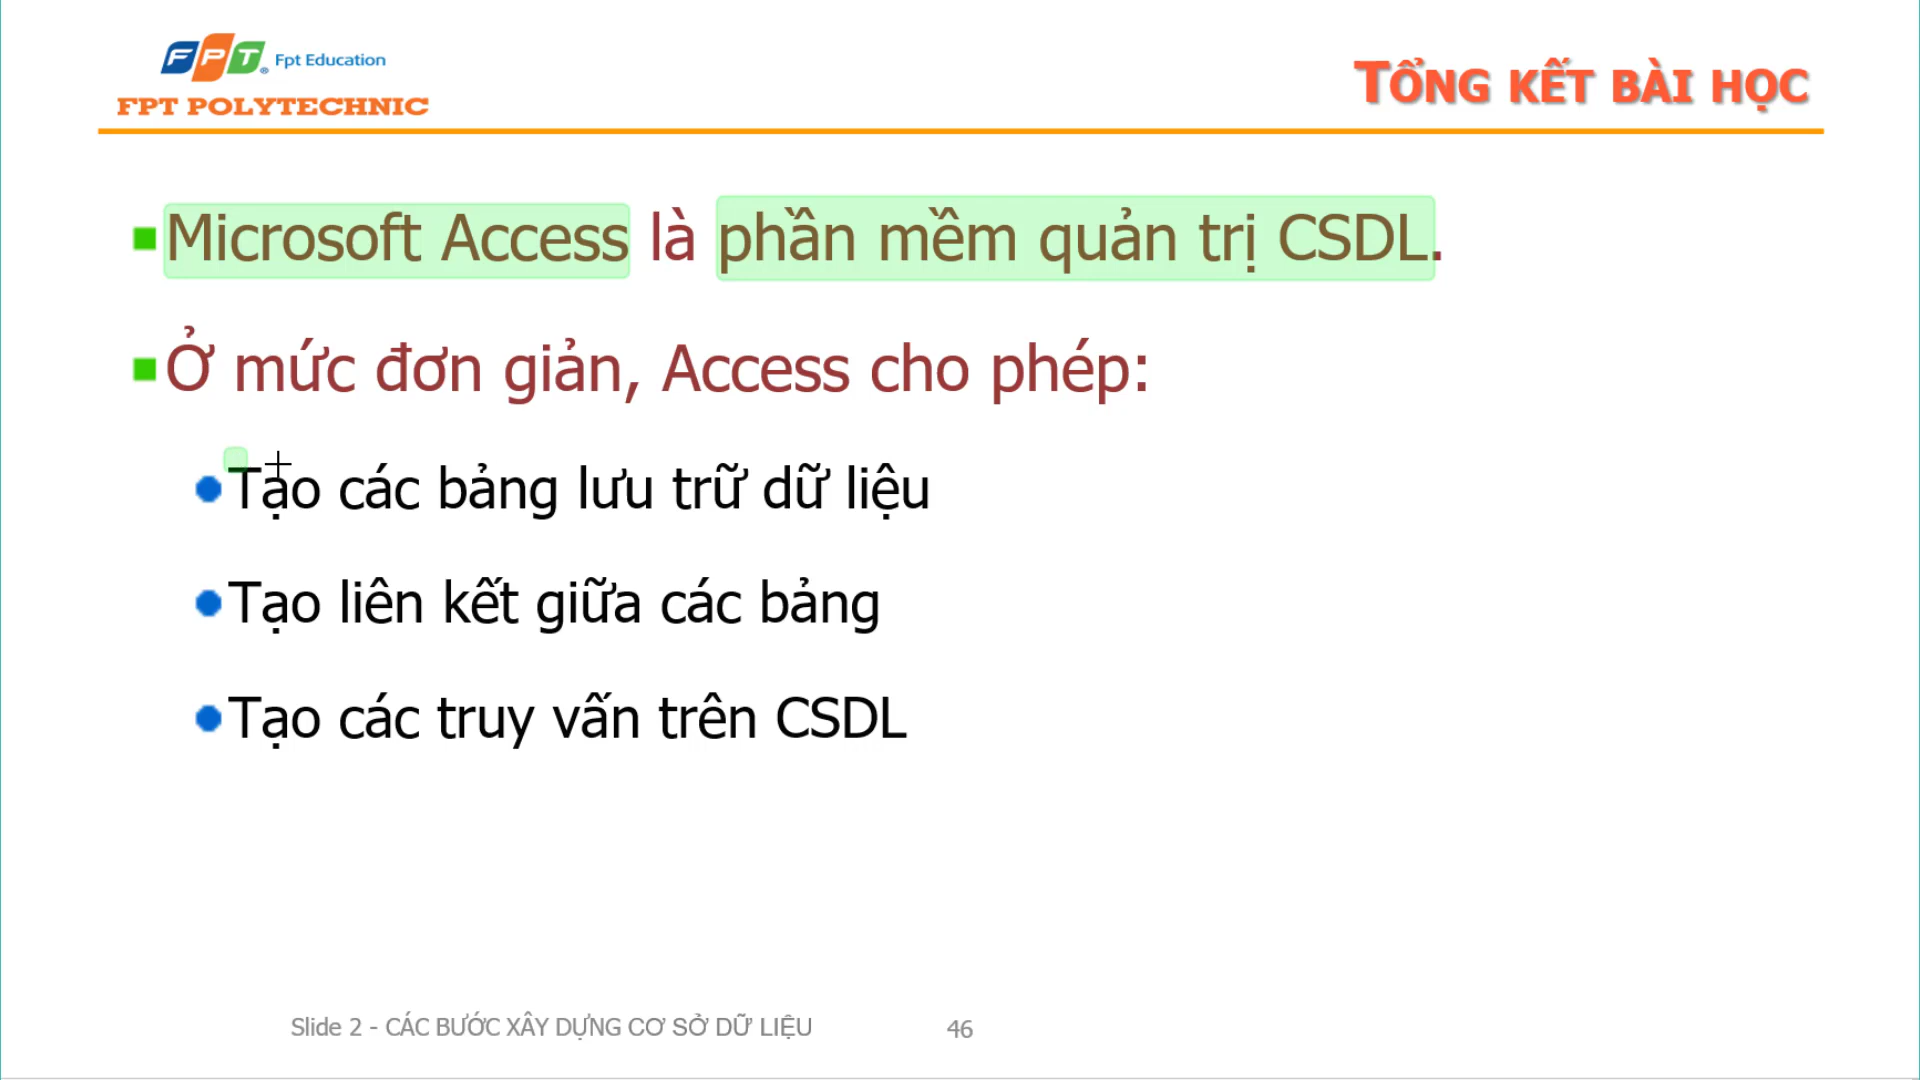 FPT Fpt Education
FPT POLYTECHNIC
TỔNG KẾT BÀI HỌC
Microsoft Access là phần mềm quản trị CSDL.
Ở mức đơn giản, Access cho phép:
Tạo các bảng lưu trữ dữ liệu
Tạo liên kết giữa các bảng
Tạo các truy vấn trên CSDL
Slide 2 - CÁC BƯỚC XÂY DỰNG CƠ SỞ DỮ LIỆU 46